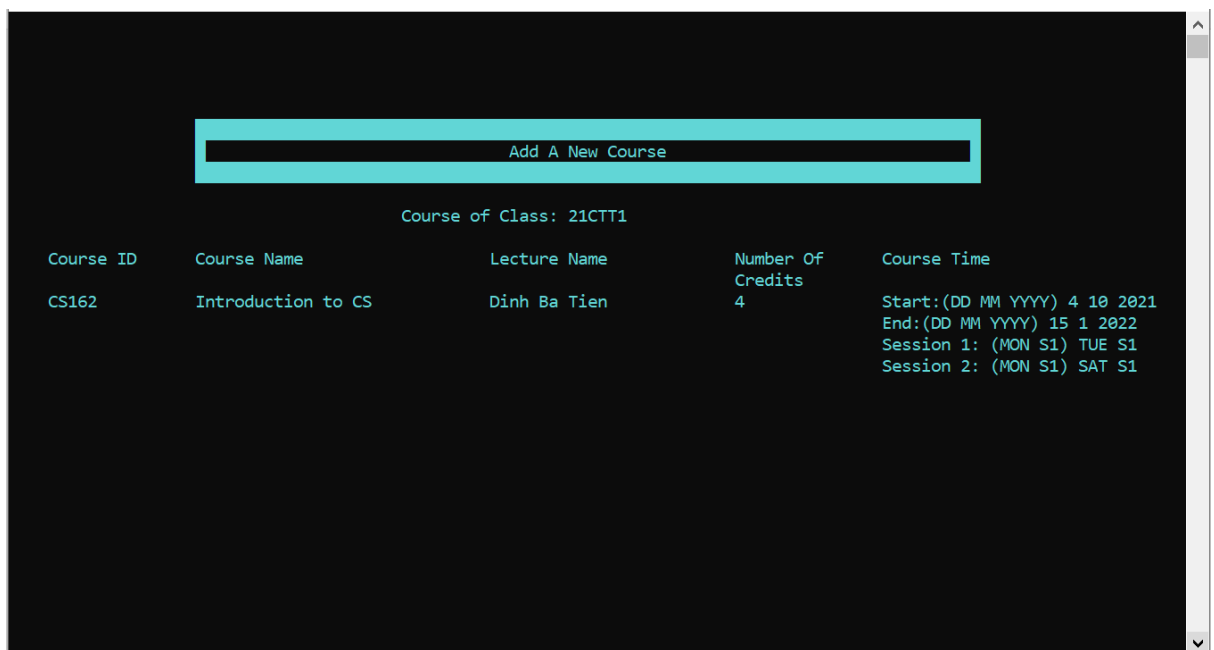 Add A New Course
Course of Class: 21CTT1
Course ID Course Name Lecture Name Number Of Course Time
Credits
CS162 Introduction to CS Dinh Ba Tien 4 Start:(DD MM YYYY) 4 10 2021
End:(DD MM YYYY) 15 1 2022
Session 1: (MON S1) TUE S1
Session 2: (MON S1) SAT S1